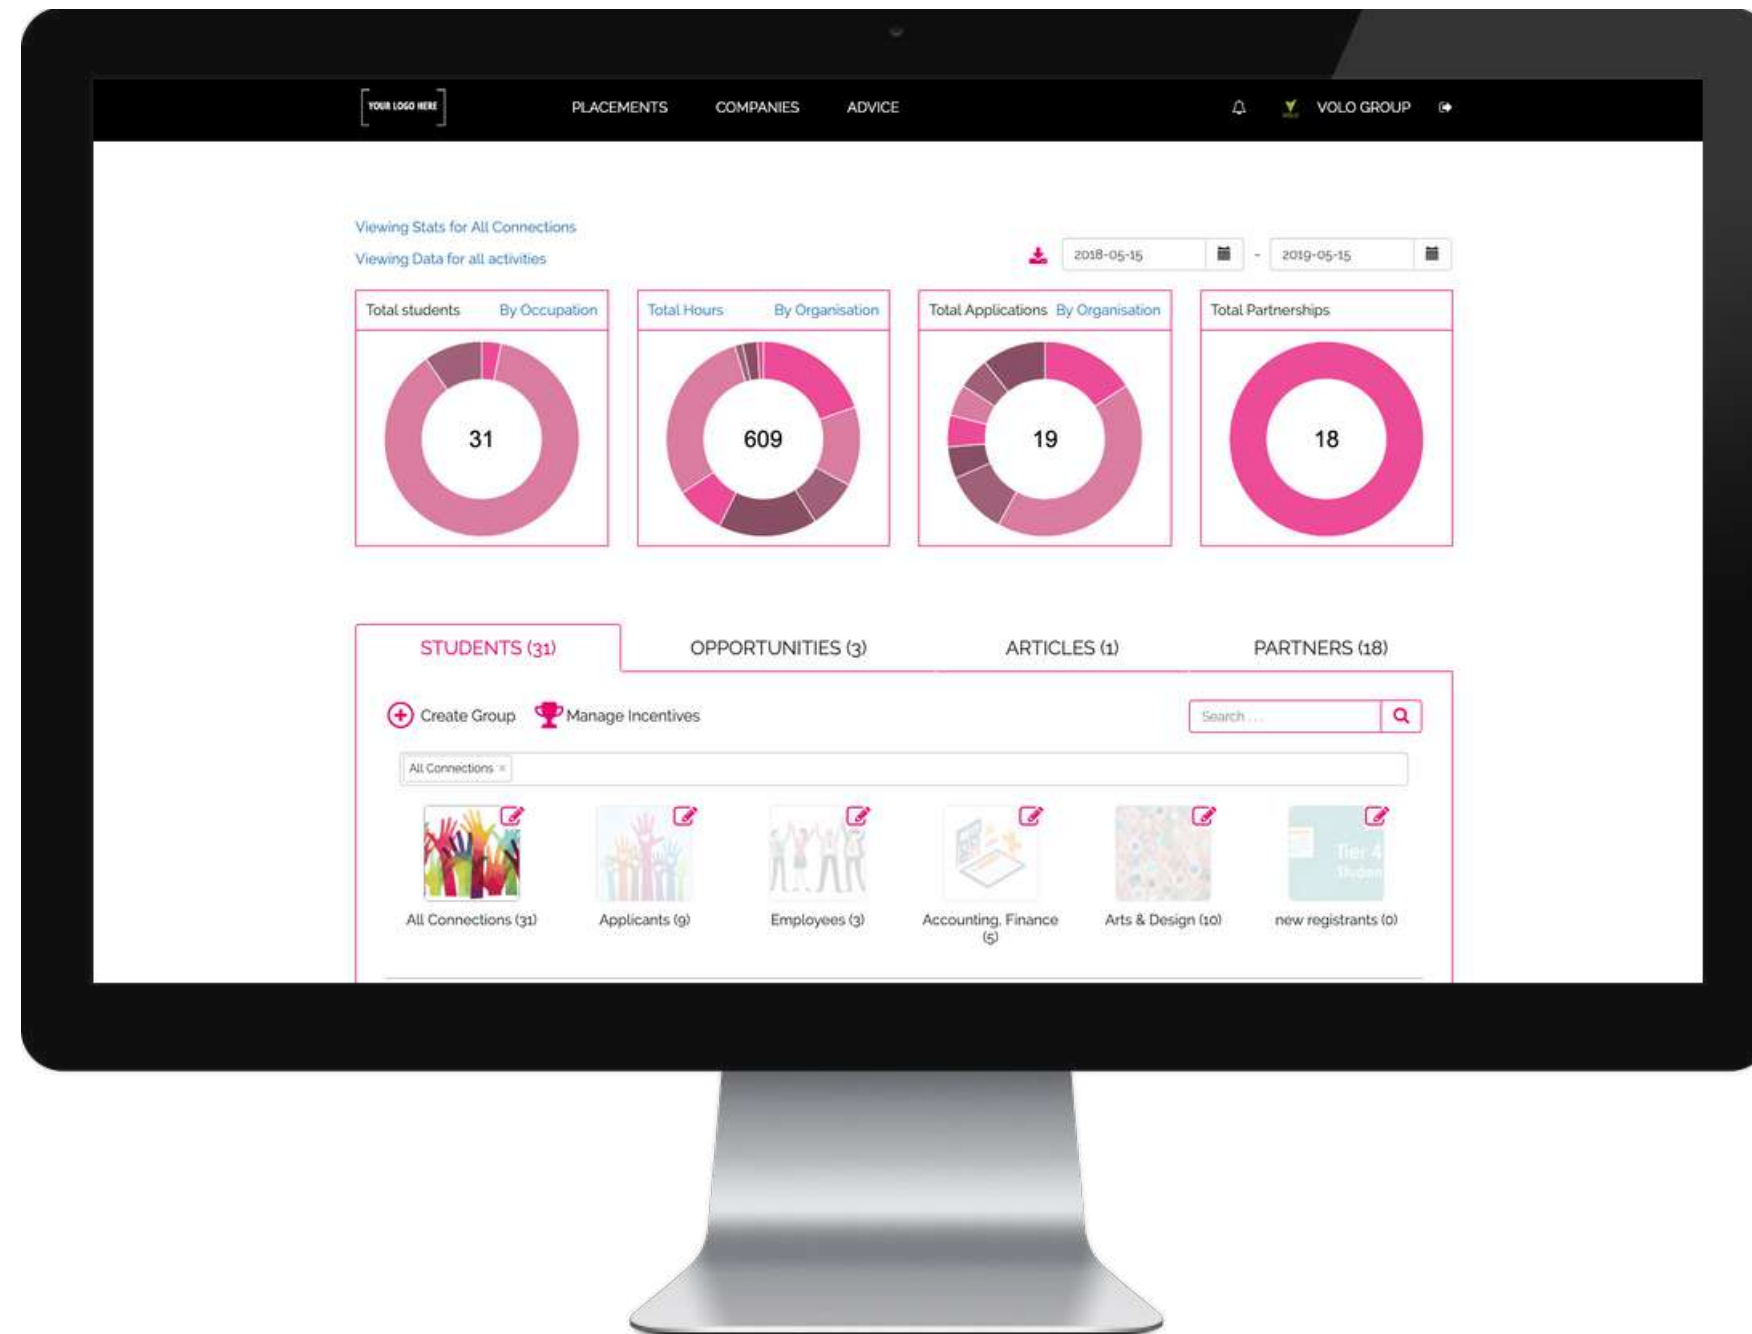 YOUR LOGO HERE
PLACEMENTS COMPANIES ADVICE
VOLO GROUP
Viewing Stats for All Connections
Viewing Data for all activities
2018-05-15 - 2019-05-15
Total students By Occupation
Total Hours By Organisation
Total Applications By Organisation
Total Partnerships
31
609
19
18
STUDENTS (31)
OPPORTUNITIES (3)
ARTICLES (1)
PARTNERS (18)
Create Group
Manage Incentives
Search ...
All Connections ×
Tier 4
Studen
All Connections (31)
Applicants (9)
Employees (3)
Accounting, Finance
(5)
Arts & Design (10)
new registrants (0)